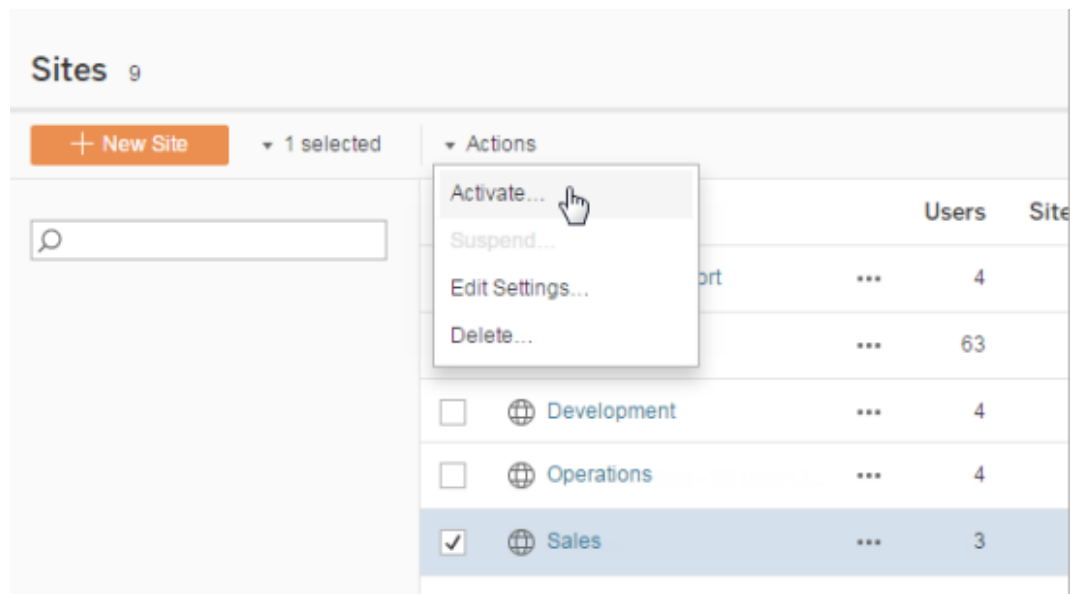 Sites 9
+ New Site 1 selected Actions
Activate...
Users Site
Suspend...
ort ... 4
Edit Settings...
Delete...
... 63
Development ... 4
Operations ... 4
Sales ... 3